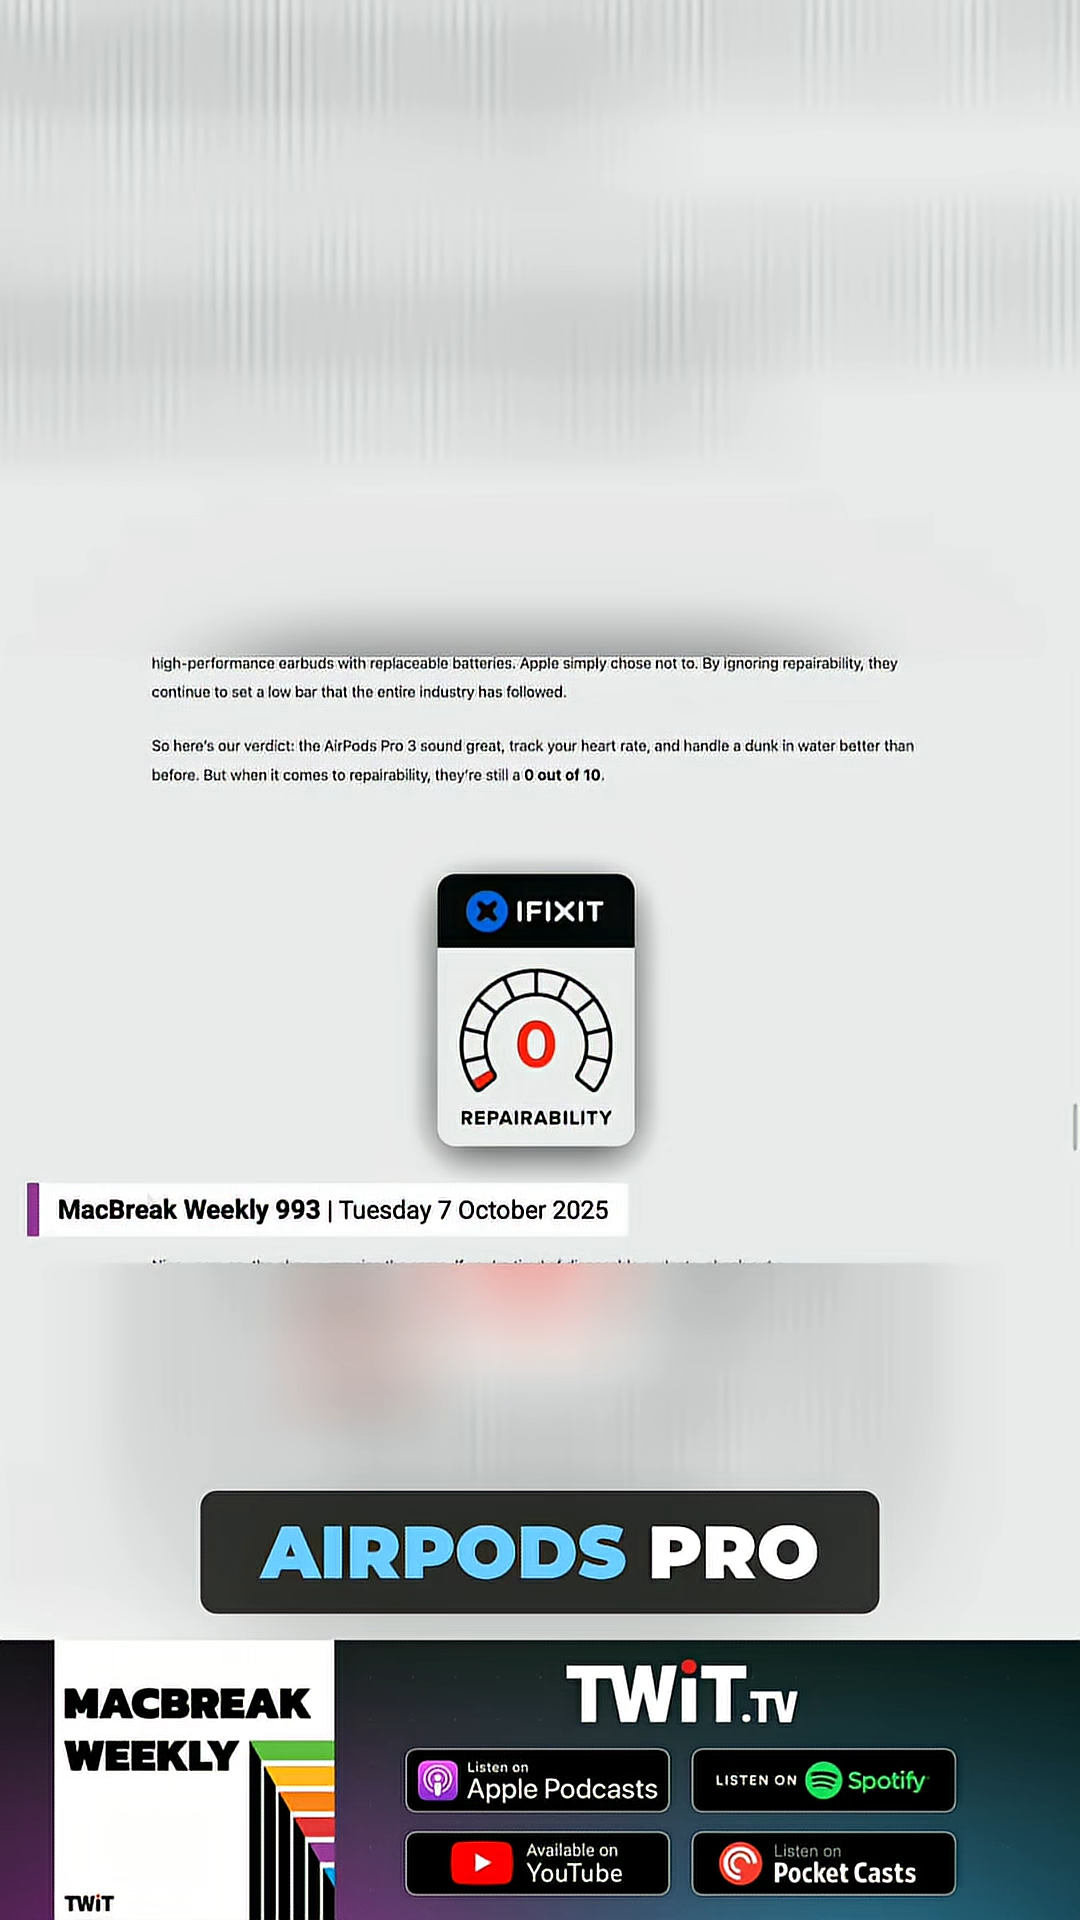 high-performance earbuds with replaceable batteries. Apple simply chose not to. By ignoring repairability, they
continue to set a low bar that the entire industry has followed.
So here's our verdict: the AirPods Pro 3 sound great, track your heart rate, and handle a dunk in water better than
before. But when it comes to repairability, they're still a 0 out of 10.
IFIXIT
0
REPAIRABILITY
MacBreak Weekly 993 | Tuesday 7 October 2025
AIRPODS PRO
MACBREAK
WEEKLY
TWiT
TWiT.TV
Listen on
Apple Podcasts
LISTEN ON Spotify
Available on
YouTube
Listen on
Pocket Casts